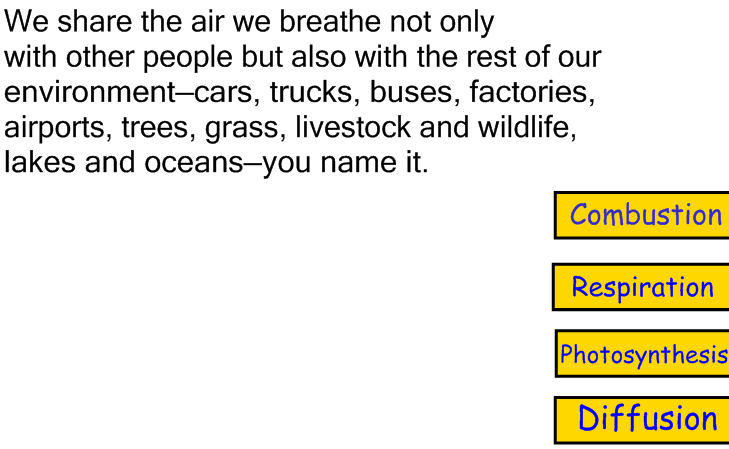 We share the air we breathe not only
with other people but also with the rest of our
environment—cars, trucks, buses, factories,
airports, trees, grass, livestock and wildlife,
lakes and oceans—you name it.
Combustion
Respiration
Photosynthesis
Diffusion